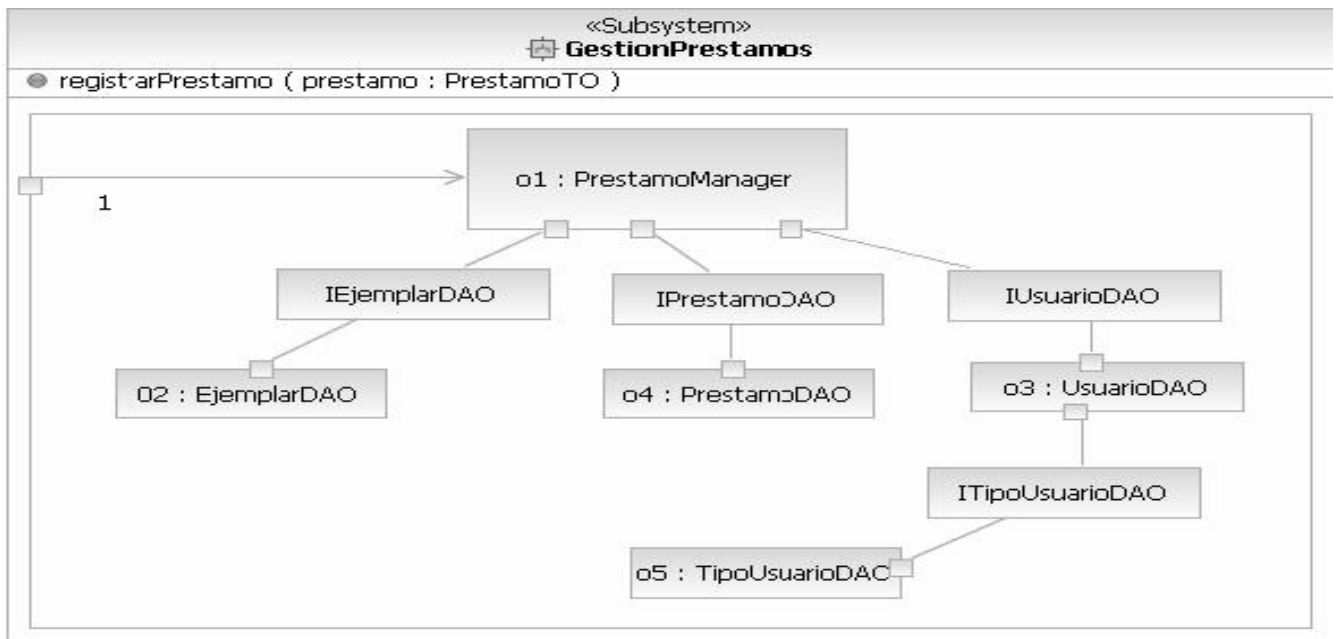 «Subsystem»
GestionPrestamos
registrarPrestamo ( prestamo : PrestamoTO )
o1 : PrestamoManager
1
IEjemplarDAO
IPrestamoDAO
IUsuarioDAO
02 : EjemplarDAO
o4 : PrestamoDAO
o3 : UsuarioDAO
ITipoUsuarioDAO
o5 : TipoUsuarioDAO